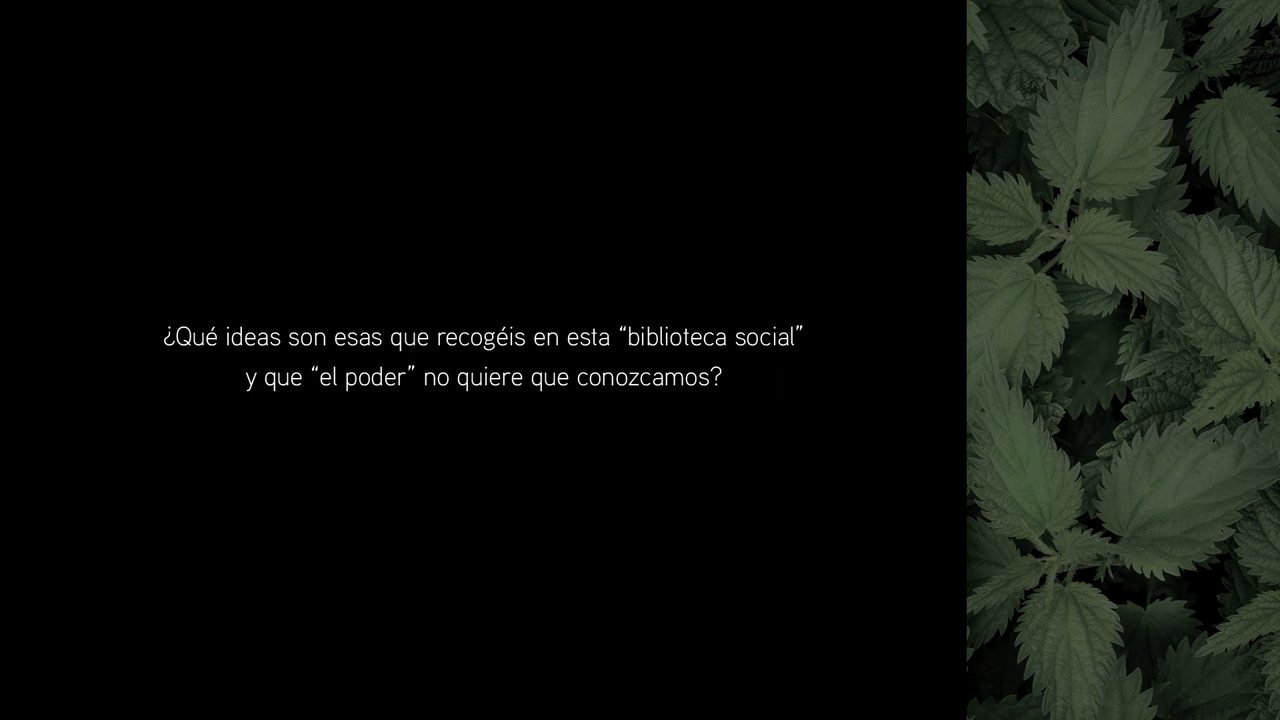 ¿Qué ideas son esas que recogéis en esta “biblioteca social”
y que “el poder” no quiere que conozcamos?